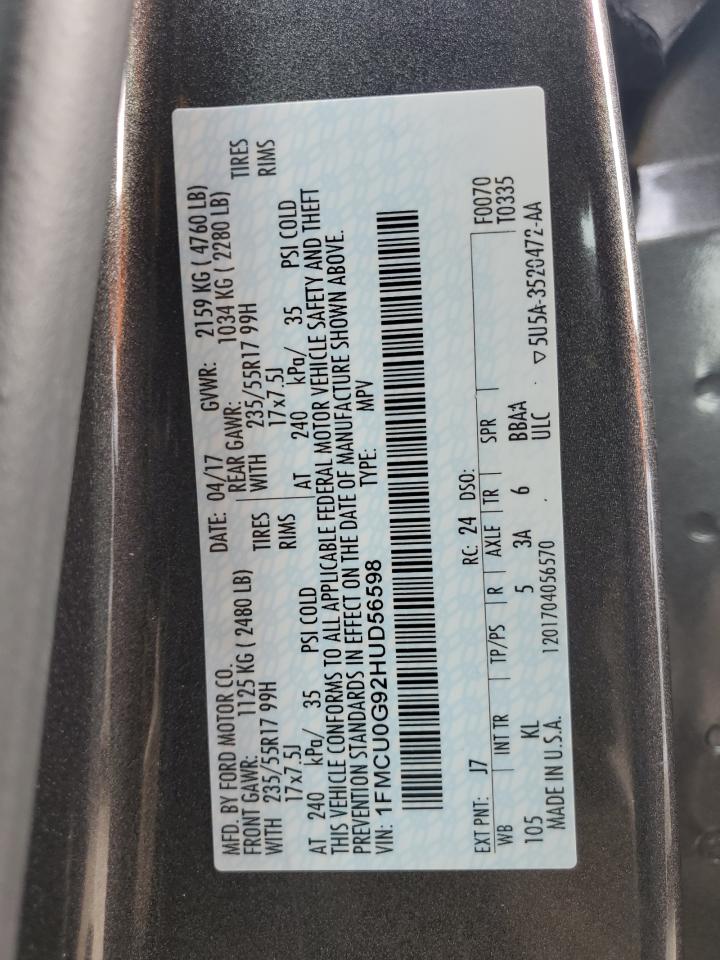 MFD. BY FORD MOTOR CO.
DATE: 04/17 GVWR: 2159 KG ( 4760 LB)
FRONT GAWR: 1125 KG ( 2480 LB)
REAR GAWR: 1034 KG ( 2280 LB)
WITH 235/55R17 99H TIRES
WITH 235/55R17 99H TIRES
17x7.5J RIMS
17x7.5J RIMS
AT 240 kPa/ 35 PSI COLD
AT 240 kPa/ 35 PSI COLD
THIS VEHICLE CONFORMS TO ALL APPLICABLE FEDERAL MOTOR VEHICLE SAFETY AND THEFT
PREVENTION STANDARDS IN EFFECT ON THE DATE OF MANUFACTURE SHOWN ABOVE.
VIN: 1FMCU0G92HUD56598 TYPE: MPV
EXT PNT: J7 RC: 24 DSO: F0070
WB INT TR TP/PS R AXLE TR SPR T0335
105 KL 5 3A 6 BBAA
MADE IN U.S.A. 1201704056570 ULC ▽5U5A-3520472-AA